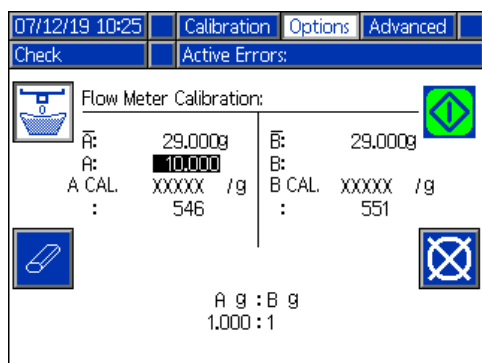 07/12/19 10:25 Calibration Options Advanced
Check Active Errors:
Flow Meter Calibration:
A̅: 29.000g B̅: 29.000g
A: 10.000 B:
A CAL. XXXXX /g B CAL. XXXXX /g
: 546 : 551
A g : B g
1.000 : 1